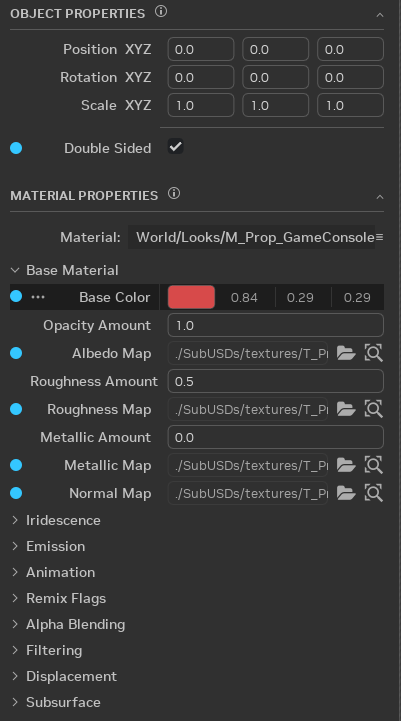 OBJECT PROPERTIES
Position XYZ 0.0 0.0 0.0
Rotation XYZ 0.0 0.0 0.0
Scale XYZ 1.0 1.0 1.0
Double Sided
MATERIAL PROPERTIES
Material: World/Looks/M_Prop_GameConsole
Base Material
Base Color 0.84 0.29 0.29
Opacity Amount 1.0
Albedo Map ./SubUSDs/textures/T_Pr
Roughness Amount 0.5
Roughness Map ./SubUSDs/textures/T_Pr
Metallic Amount 0.0
Metallic Map ./SubUSDs/textures/T_Pr
Normal Map ./SubUSDs/textures/T_Pr
Iridescence
Emission
Animation
Remix Flags
Alpha Blending
Filtering
Displacement
Subsurface